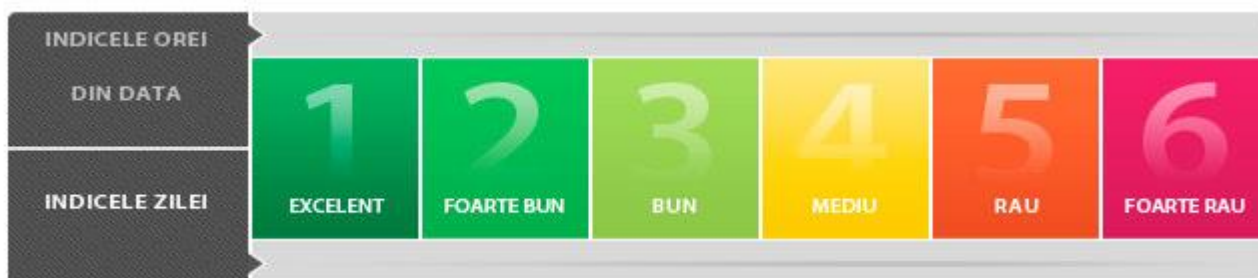 INDICELE OREI
DIN DATA
INDICELE ZILEI
1
EXCELENT
2
FOARTE BUN
3
BUN
4
MEDIU
5
RAU
6
FOARTE RAU